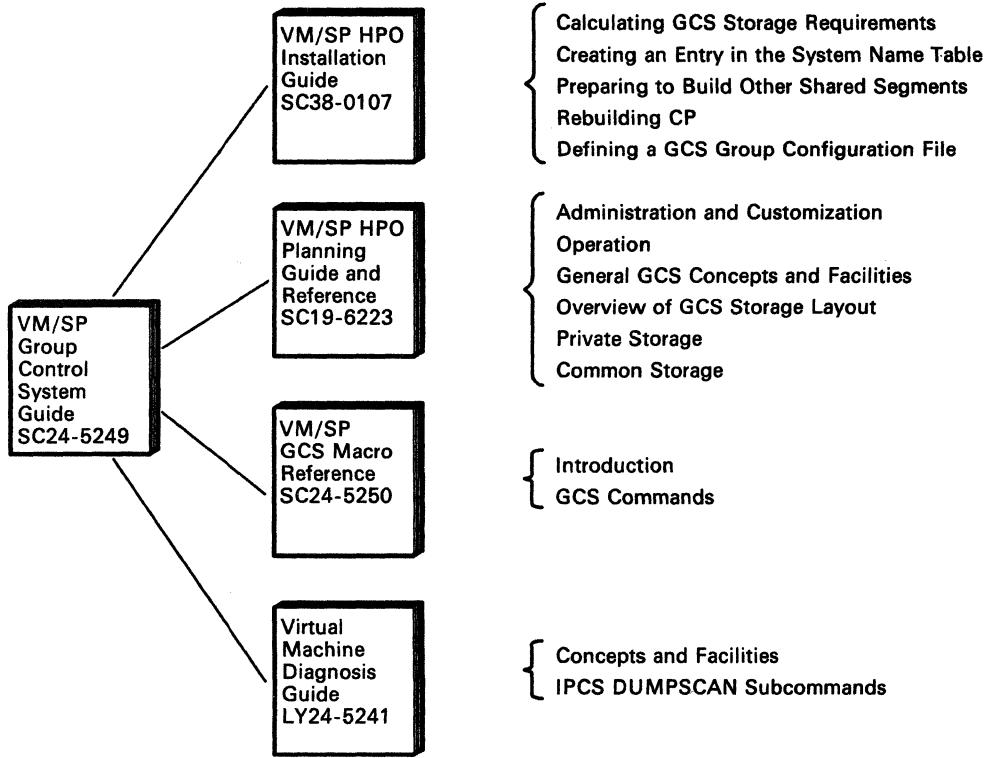 VM/SP HPO
Installation
Guide
SC38-0107
Calculating GCS Storage Requirements
Creating an Entry in the System Name Table
Preparing to Build Other Shared Segments
Rebuilding CP
Defining a GCS Group Configuration File
VM/SP HPO
Planning
Guide and
Reference
SC19-6223
Administration and Customization
Operation
General GCS Concepts and Facilities
Overview of GCS Storage Layout
Private Storage
Common Storage
VM/SP
Group
Control
System
Guide
SC24-5249
VM/SP
GCS Macro
Reference
SC24-5250
Introduction
GCS Commands
Virtual
Machine
Diagnosis
Guide
LY24-5241
Concepts and Facilities
IPCS DUMPSCAN Subcommands